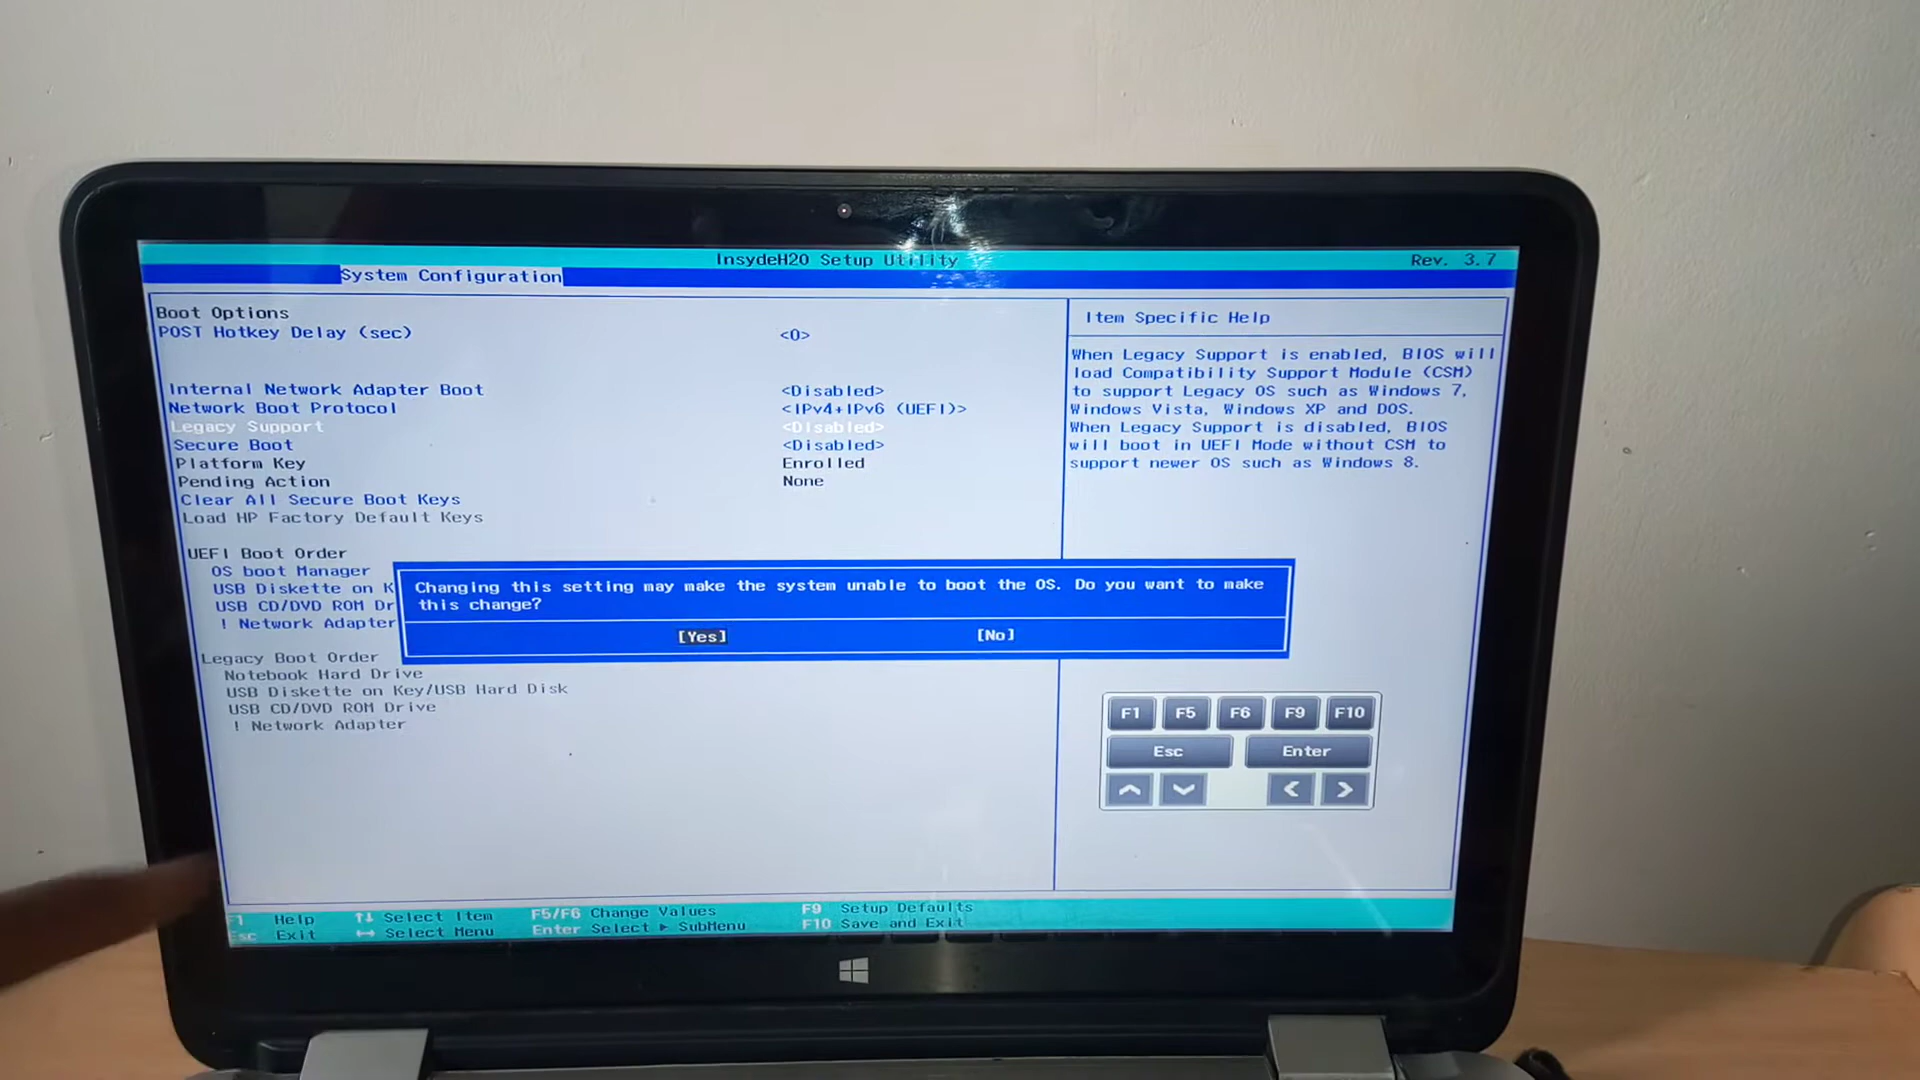 InsydeH20 Setup Utility
Rev. 3.7
System Configuration
Boot Options
POST Hotkey Delay (sec) <0>
Internal Network Adapter Boot <Disabled>
Network Boot Protocol <IPv4+IPv6 (UEFI)>
Legacy Support <Disabled>
Secure Boot <Disabled>
Platform Key Enrolled
Pending Action None
Clear All Secure Boot Keys
Load HP Factory Default Keys
UEFI Boot Order
OS boot Manager
USB Diskette on K
USB CD/DVD ROM Dr
! Network Adapter
Legacy Boot Order
Notebook Hard Drive
USB Diskette on Key/USB Hard Disk
USB CD/DVD ROM Drive
! Network Adapter
Changing this setting may make the system unable to boot the OS. Do you want to make
this change?
[Yes] [No]
Item Specific Help
When Legacy Support is enabled, BIOS will
load Compatibility Support Module (CSM)
to support Legacy OS such as Windows 7,
Windows Vista, Windows XP and DOS.
When Legacy Support is disabled, BIOS
will boot in UEFI Mode without CSM to
support newer OS such as Windows 8.
F1 F5 F6 F9 F10
Esc Enter
F1 Help ↑↓ Select Item F5/F6 Change Values F9 Setup Defaults
Esc Exit ↔ Select Menu Enter Select ▶ SubMenu F10 Save and Exit